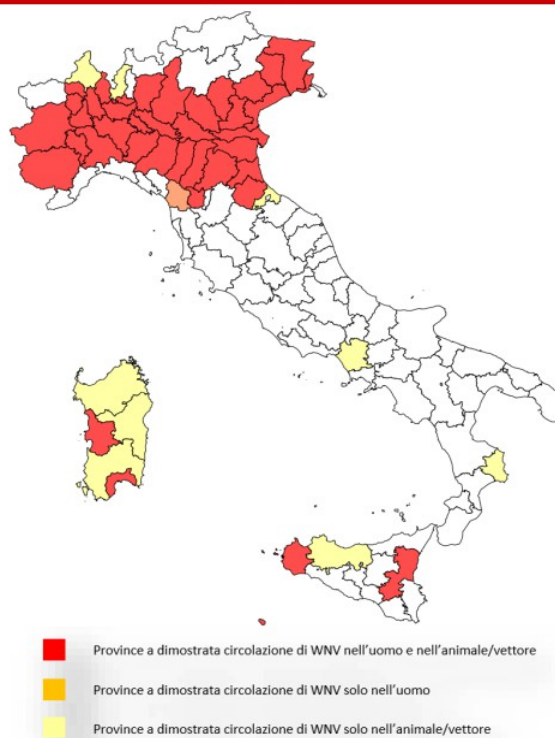 Province a dimostrata circolazione di WNV nell'uomo e nell'animale/vettore
Province a dimostrata circolazione di WNV solo nell'uomo
Province a dimostrata circolazione di WNV solo nell'animale/vettore